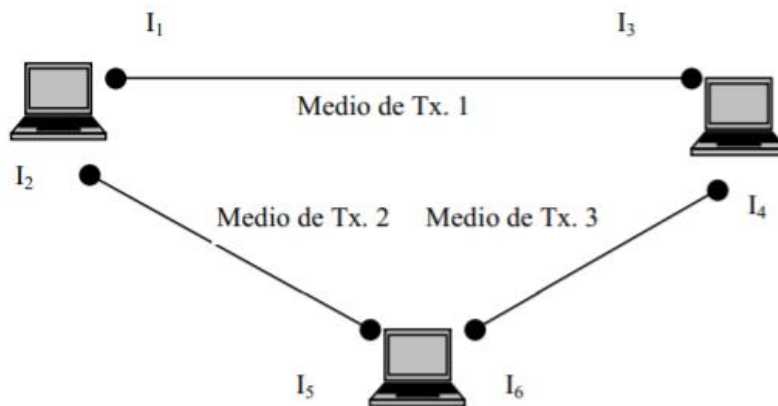 I₁
I₃
Medio de Tx. 1
I₂
Medio de Tx. 2
Medio de Tx. 3
I₄
I₅
I₆